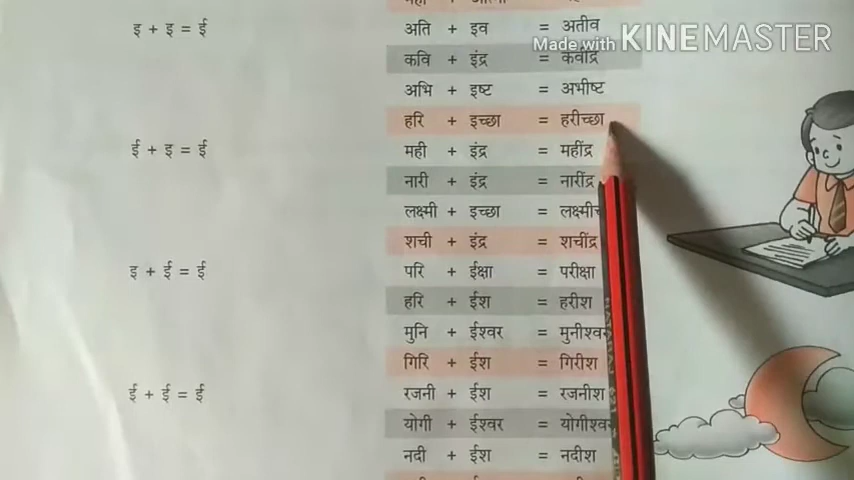 इ + इ = ई अति + इव = अतीव
Made with KINEMASTER
कवि + इंद्र = कवींद्र
अभि + इष्ट = अभीष्ट
हरि + इच्छा = हरीच्छा
ई + इ = ई मही + इंद्र = महींद्र
नारी + इंद्र = नारींद्र
लक्ष्मी + इच्छा =
शची + इंद्र = शचींद्र
इ + ई = ई परि + ईक्षा = परीक्षा
हरि + ईश = हरीश
मुनि + ईश्वर = मुनीश्वर
गिरि + ईश = गिरीश
ई + ई = ई रजनी + ईश = रजनीश
योगी + ईश्वर = योगीश्वर
नदी + ईश = नदीश